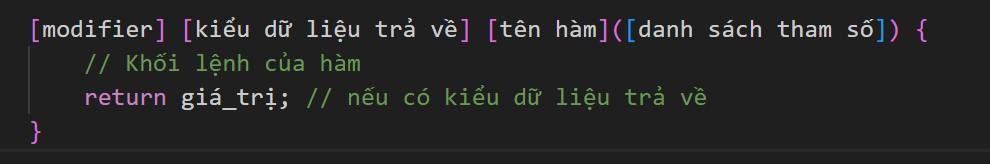 [modifier] [kiểu dữ liệu trả về] [tên hàm]([danh sách tham số]) {
    // Khối lệnh của hàm
    return giá_trị; // nếu có kiểu dữ liệu trả về
}